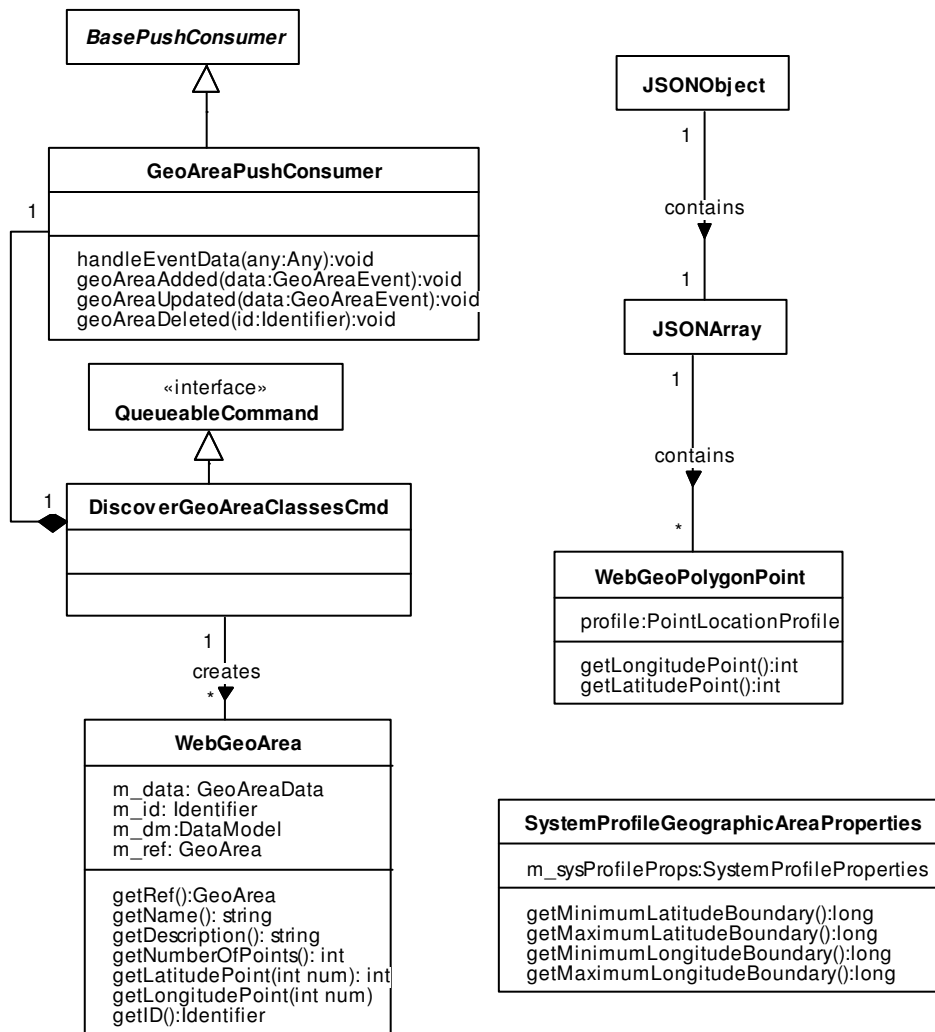 BasePushConsumer
GeoAreaPushConsumer
1
handleEventData(any:Any):void
geoAreaAdded(data:GeoAreaEvent):void
geoAreaUpdated(data:GeoAreaEvent):void
geoAreaDeleted(id:Identifier):void
«interface»
QueueableCommand
1
DiscoverGeoAreaClassesCmd
1
creates
*
WebGeoArea
m_data: GeoAreaData
m_id: Identifier
m_dm:DataModel
m_ref: GeoArea
getRef():GeoArea
getName(): string
getDescription(): string
getNumberOfPoints(): int
getLatitudePoint(int num): int
getLongitudePoint(int num)
getID():Identifier
JSONObject
1
contains
1
JSONArray
1
contains
*
WebGeoPolygonPoint
profile:PointLocationProfile
getLongitudePoint():int
getLatitudePoint():int
SystemProfileGeographicAreaProperties
m_sysProfileProps:SystemProfileProperties
getMinimumLatitudeBoundary():long
getMaximumLatitudeBoundary():long
getMinimumLongitudeBoundary():long
getMaximumLongitudeBoundary():long